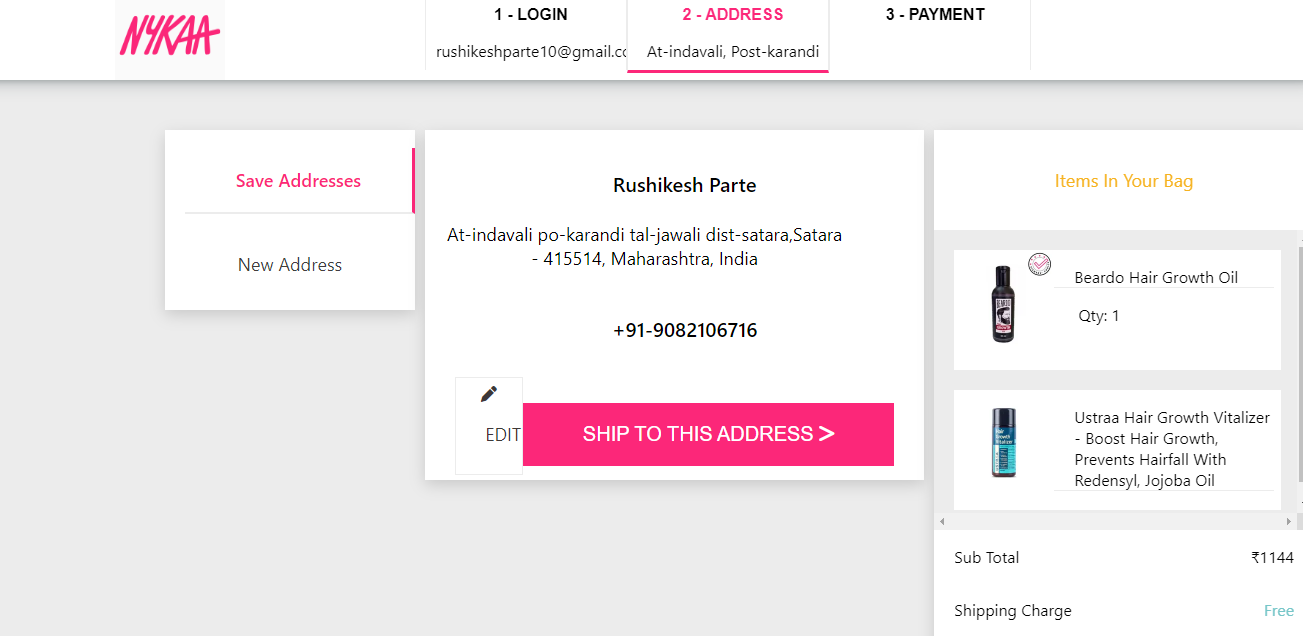 NYKAA
1 - LOGIN
rushikeshparte10@gmail.co
2 - ADDRESS
At-indavali, Post-karandi
3 - PAYMENT
Save Addresses
New Address
Rushikesh Parte
At-indavali po-karandi tal-jawali dist-satara,Satara
- 415514, Maharashtra, India
+91-9082106716
EDIT
SHIP TO THIS ADDRESS >
Items In Your Bag
Beardo Hair Growth Oil
Qty: 1
Ustraa Hair Growth Vitalizer
- Boost Hair Growth,
Prevents Hairfall With
Redensyl, Jojoba Oil
Sub Total
₹1144
Shipping Charge
Free